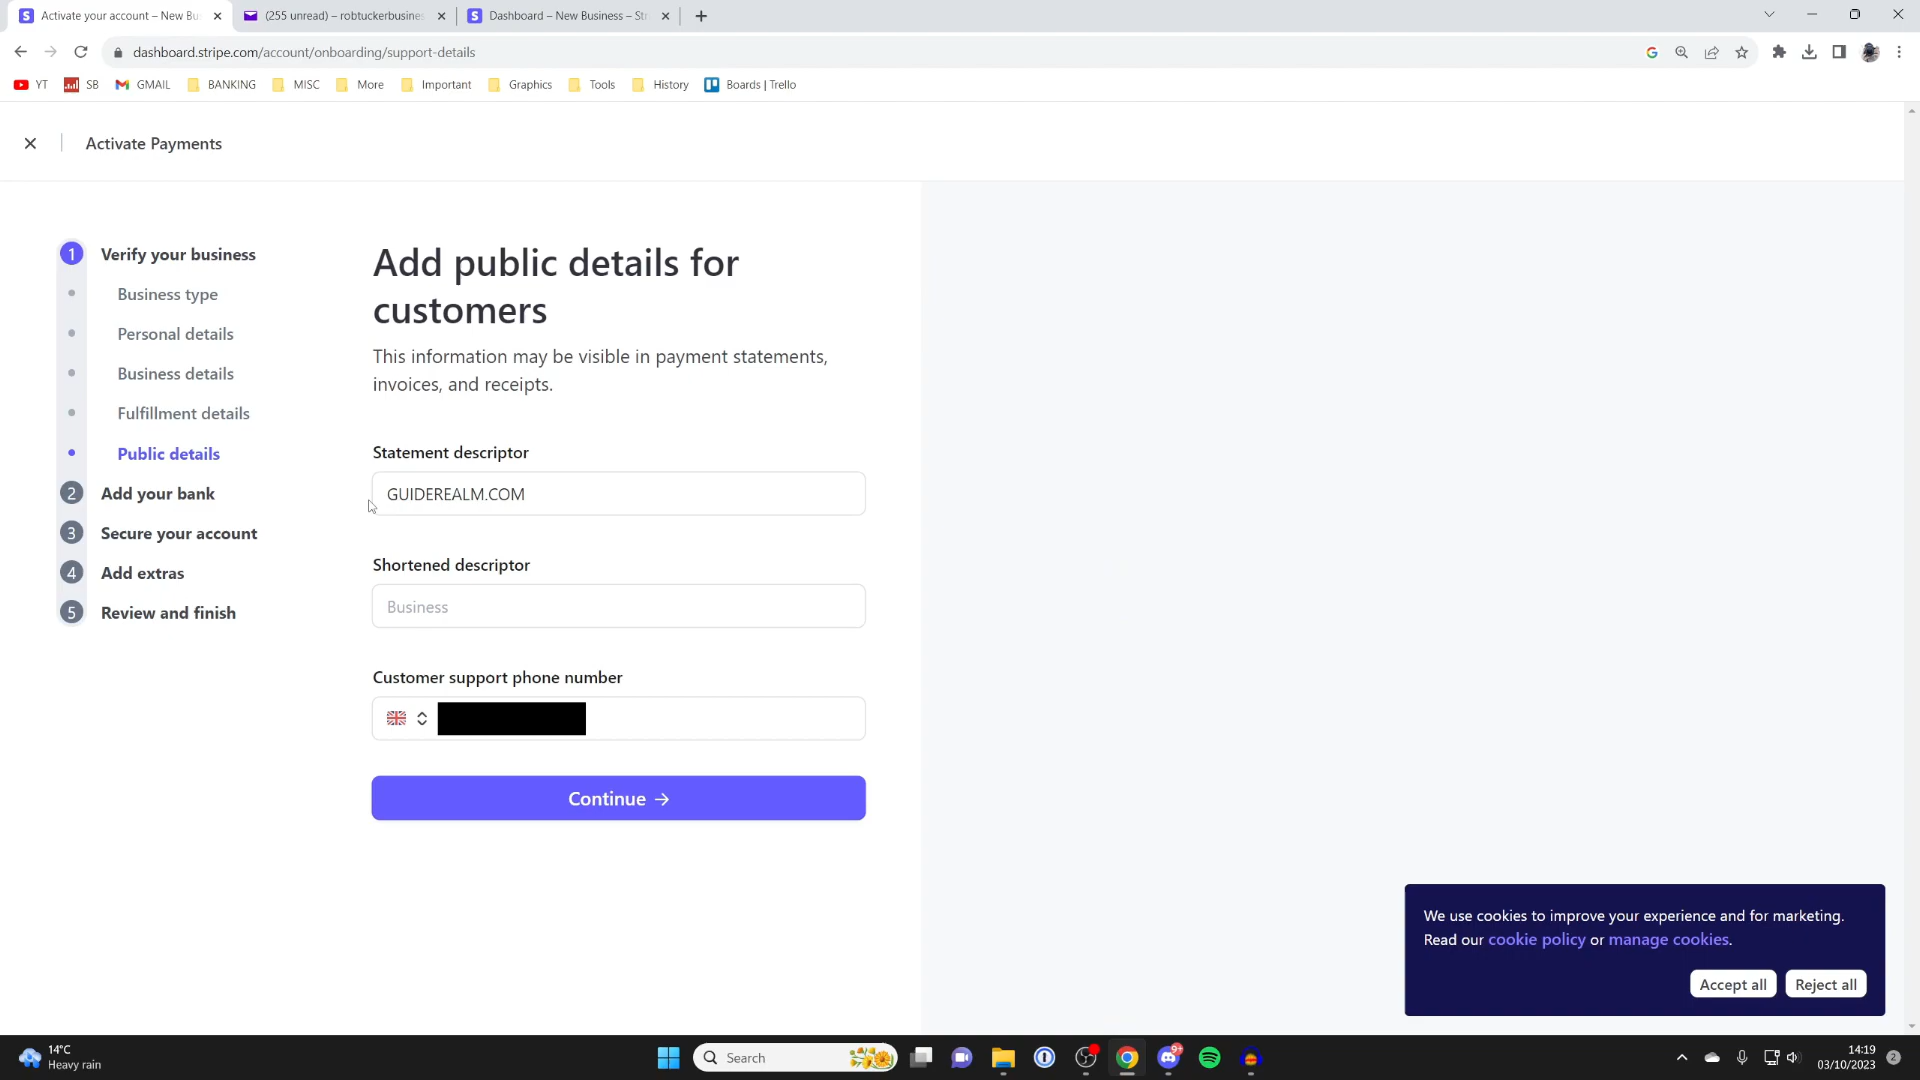 Activate your account – New Bu
(255 unread) – robtuckerbusines
Dashboard – New Business – Str
dashboard.stripe.com/account/onboarding/support-details
YT
SB
GMAIL
BANKING
MISC
More
Important
Graphics
Tools
History
Boards | Trello
Activate Payments
1 Verify your business
Business type
Personal details
Business details
Fulfillment details
Public details
2 Add your bank
3 Secure your account
4 Add extras
5 Review and finish
Add public details for
customers
This information may be visible in payment statements,
invoices, and receipts.
Statement descriptor
GUIDEREALM.COM
Shortened descriptor
Business
Customer support phone number
Continue →
We use cookies to improve your experience and for marketing.
Read our cookie policy or manage cookies.
Accept all
Reject all
14°C
Heavy rain
Search
9+
14:19
03/10/2023
2